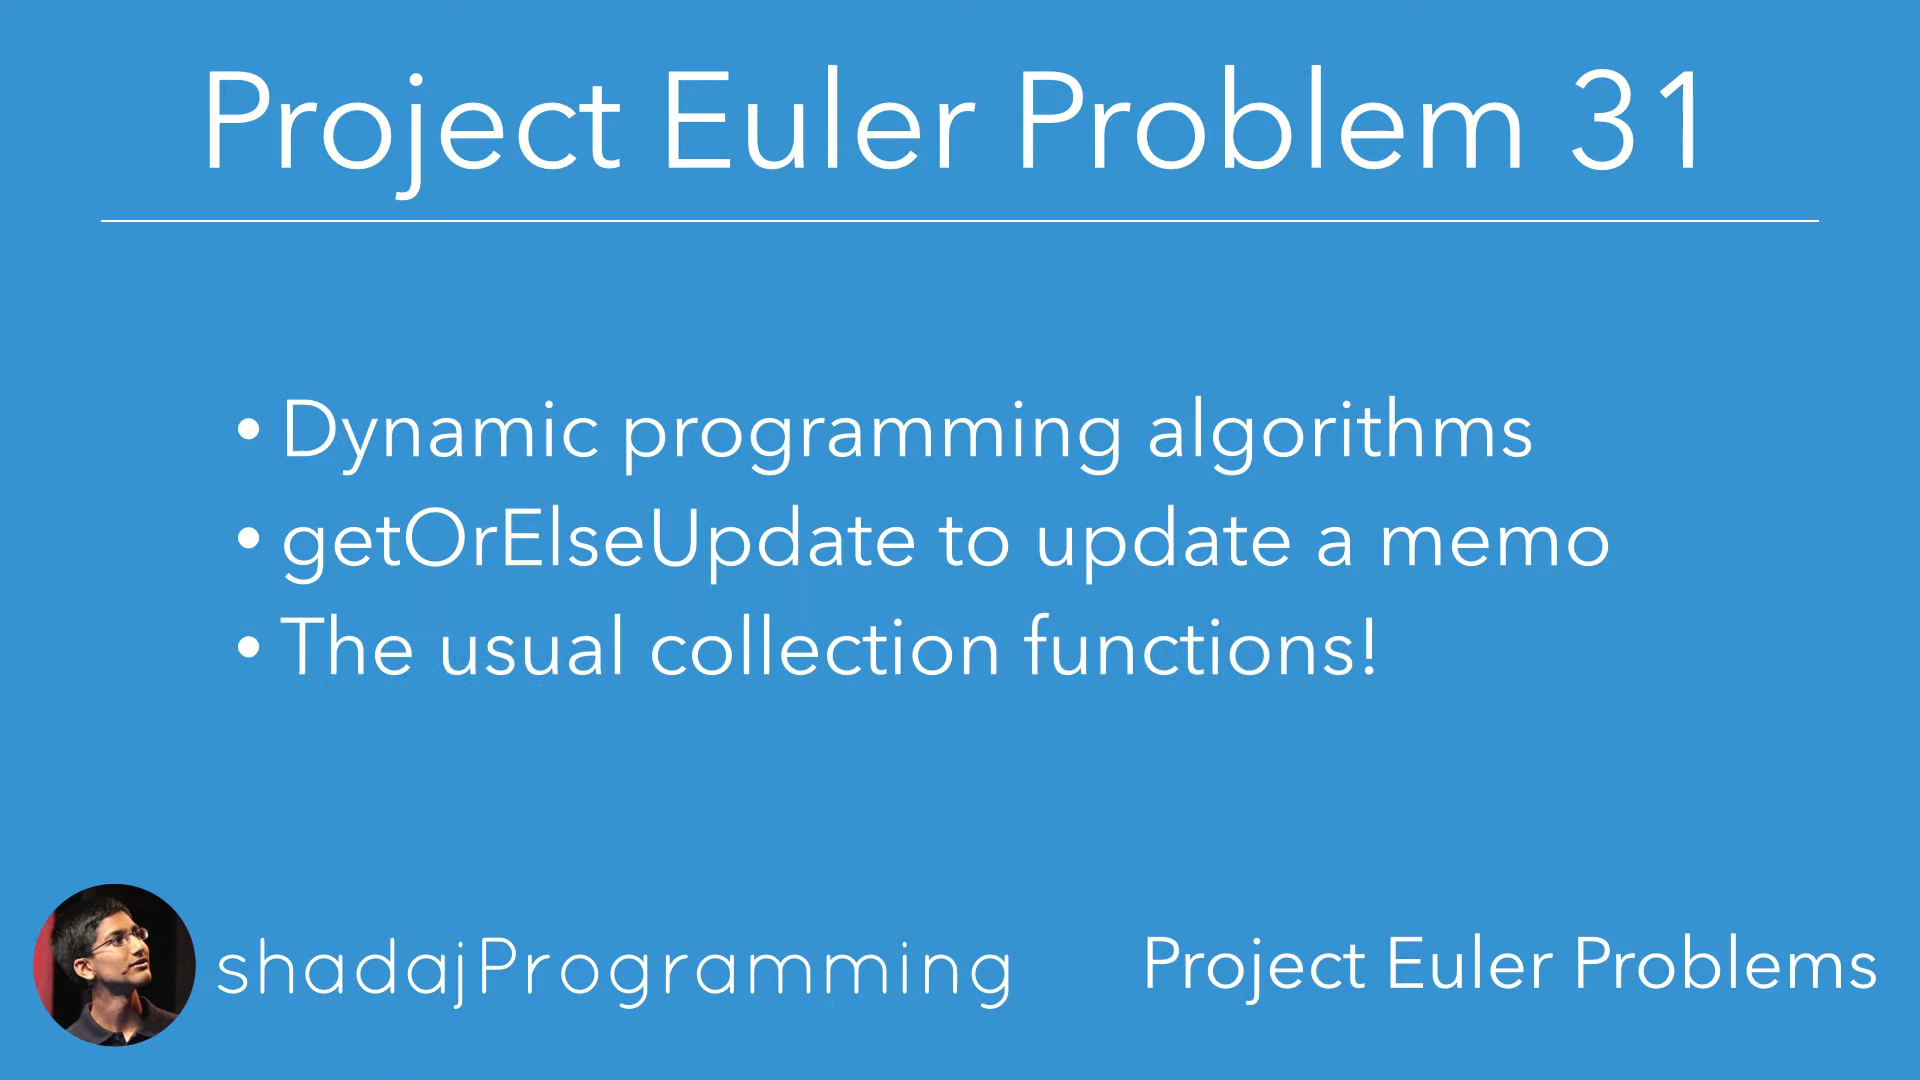 Project Euler Problem 31
• Dynamic programming algorithms
• getOrElseUpdate to update a memo
• The usual collection functions!
shadajProgramming
Project Euler Problems